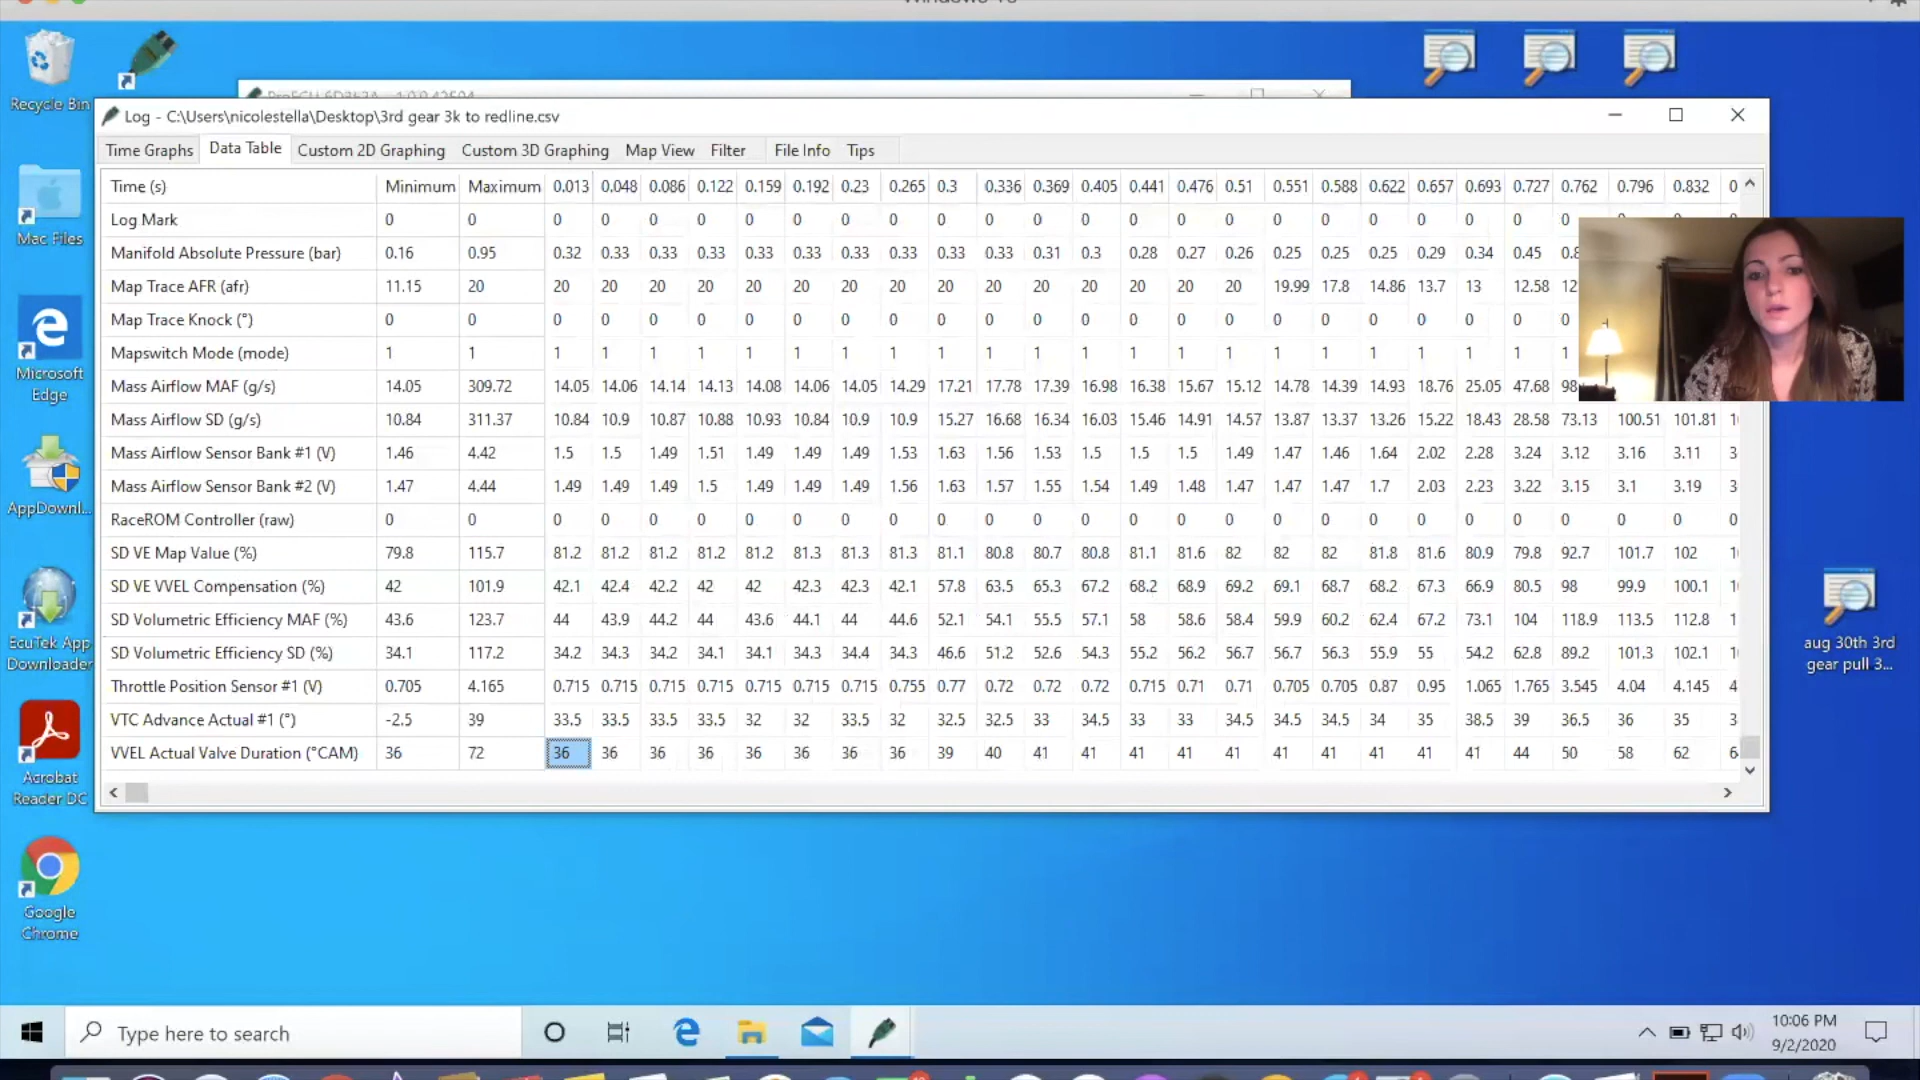 Recycle Bin
Mac Files
Microsoft
Edge
AppDownl...
EcuTek App
Downloader
Acrobat
Reader DC
Google
Chrome
aug 30th 3rd
gear pull 3...
Log - C:\Users\nicolestella\Desktop\3rd gear 3k to redline.csv
Time Graphs Data Table Custom 2D Graphing Custom 3D Graphing Map View Filter File Info Tips
Time (s) Minimum Maximum 0.013 0.048 0.086 0.122 0.159 0.192 0.23 0.265 0.3 0.336 0.369 0.405 0.441 0.476 0.51 0.551 0.588 0.622 0.657 0.693 0.727 0.762 0.796 0.832 0
Log Mark 0 0 0 0 0 0 0 0 0 0 0 0 0 0 0 0 0 0 0 0 0 0 0 0
Manifold Absolute Pressure (bar) 0.16 0.95 0.32 0.33 0.33 0.33 0.33 0.33 0.33 0.33 0.33 0.33 0.31 0.3 0.28 0.27 0.26 0.25 0.25 0.25 0.29 0.34 0.45 0.8
Map Trace AFR (afr) 11.15 20 20 20 20 20 20 20 20 20 20 20 20 20 20 20 20 19.99 17.8 14.86 13.7 13 12.58 12
Map Trace Knock (°) 0 0 0 0 0 0 0 0 0 0 0 0 0 0 0 0 0 0 0 0 0 0 0 0
Mapswitch Mode (mode) 1 1 1 1 1 1 1 1 1 1 1 1 1 1 1 1 1 1 1 1 1 1 1 1
Mass Airflow MAF (g/s) 14.05 309.72 14.05 14.06 14.14 14.13 14.08 14.06 14.05 14.29 17.21 17.78 17.39 16.98 16.38 15.67 15.12 14.78 14.39 14.93 18.76 25.05 47.68 98
Mass Airflow SD (g/s) 10.84 311.37 10.84 10.9 10.87 10.88 10.93 10.84 10.9 10.9 15.27 16.68 16.34 16.03 15.46 14.91 14.57 13.87 13.37 13.26 15.22 18.43 28.58 73.13 100.51 101.81 1
Mass Airflow Sensor Bank #1 (V) 1.46 4.42 1.5 1.5 1.49 1.51 1.49 1.49 1.49 1.53 1.63 1.56 1.53 1.5 1.5 1.5 1.49 1.47 1.46 1.64 2.02 2.28 3.24 3.12 3.16 3.11 3
Mass Airflow Sensor Bank #2 (V) 1.47 4.44 1.49 1.49 1.49 1.5 1.49 1.49 1.49 1.56 1.63 1.57 1.55 1.54 1.49 1.48 1.47 1.47 1.47 1.7 2.03 2.23 3.22 3.15 3.1 3.19 3
RaceROM Controller (raw) 0 0 0 0 0 0 0 0 0 0 0 0 0 0 0 0 0 0 0 0 0 0 0 0 0 0 0
SD VE Map Value (%) 79.8 115.7 81.2 81.2 81.2 81.2 81.2 81.3 81.3 81.3 81.1 80.8 80.7 80.8 81.1 81.6 82 82 82 81.8 81.6 80.9 79.8 92.7 101.7 102 1
SD VE VVEL Compensation (%) 42 101.9 42.1 42.4 42.2 42 42 42.3 42.3 42.1 57.8 63.5 65.3 67.2 68.2 68.9 69.2 69.1 68.7 68.2 67.3 66.9 80.5 98 99.9 100.1 1
SD Volumetric Efficiency MAF (%) 43.6 123.7 44 43.9 44.2 44 43.6 44.1 44 44.6 52.1 54.1 55.5 57.1 58 58.6 58.4 59.9 60.2 62.4 67.2 73.1 104 118.9 113.5 112.8 1
SD Volumetric Efficiency SD (%) 34.1 117.2 34.2 34.3 34.2 34.1 34.1 34.3 34.4 34.3 46.6 51.2 52.6 54.3 55.2 56.2 56.7 56.7 56.3 55.9 55 54.2 62.8 89.2 101.3 102.1 1
Throttle Position Sensor #1 (V) 0.705 4.165 0.715 0.715 0.715 0.715 0.715 0.715 0.715 0.755 0.77 0.72 0.72 0.72 0.715 0.71 0.71 0.705 0.705 0.87 0.95 1.065 1.765 3.545 4.04 4.145 4
VTC Advance Actual #1 (°) -2.5 39 33.5 33.5 33.5 33.5 32 32 33.5 32 32.5 32.5 33 34.5 33 33 34.5 34.5 34.5 34 35 38.5 39 36.5 36 35 3
VVEL Actual Valve Duration (°CAM) 36 72 36 36 36 36 36 36 36 36 39 40 41 41 41 41 41 41 41 41 41 41 44 50 58 62 6
Type here to search
10:06 PM
9/2/2020